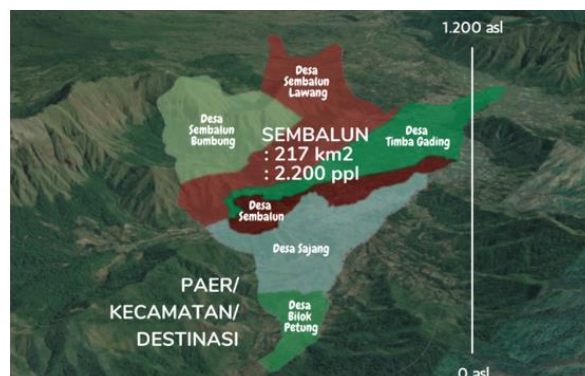 1.200 asl
Desa
Sembalun
Lawang
Desa
Sembalun
Bumbung
SEMBALUN
: 217 km2
: 2.200 ppl
Desa
Timba Gading
Desa
Sembalun
Desa Sajang
PAER/
KECAMATAN/
DESTINASI
Desa
Bilok
Petung
0 asl